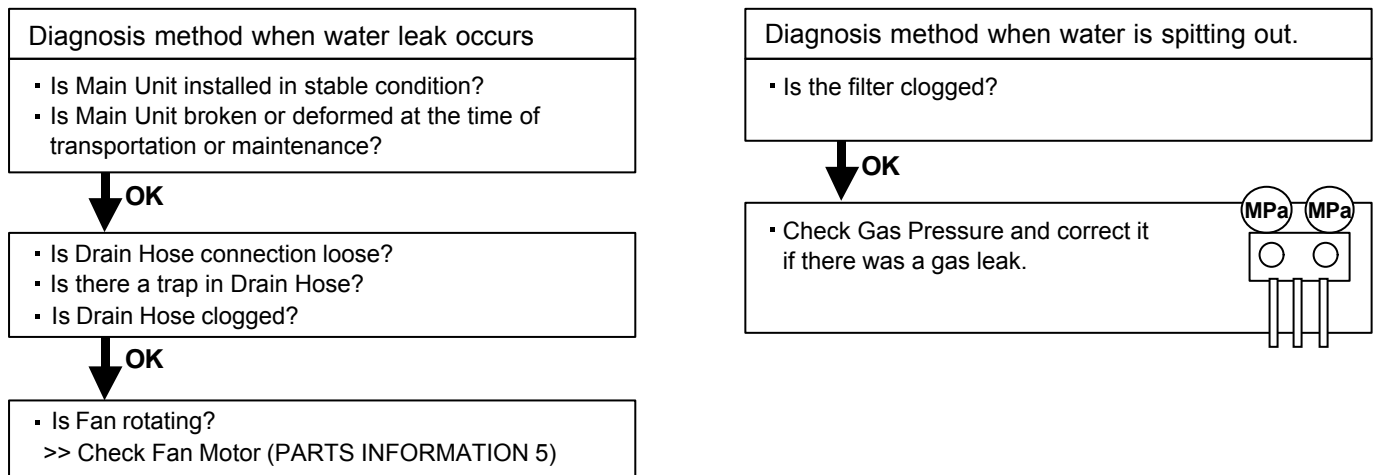 Diagnosis method when water leak occurs
▪ Is Main Unit installed in stable condition?
▪ Is Main Unit broken or deformed at the time of
transportation or maintenance?
OK
▪ Is Drain Hose connection loose?
▪ Is there a trap in Drain Hose?
▪ Is Drain Hose clogged?
OK
▪ Is Fan rotating?
>> Check Fan Motor (PARTS INFORMATION 5)
Diagnosis method when water is spitting out.
▪ Is the filter clogged?
OK
▪ Check Gas Pressure and correct it
if there was a gas leak.
MPa MPa